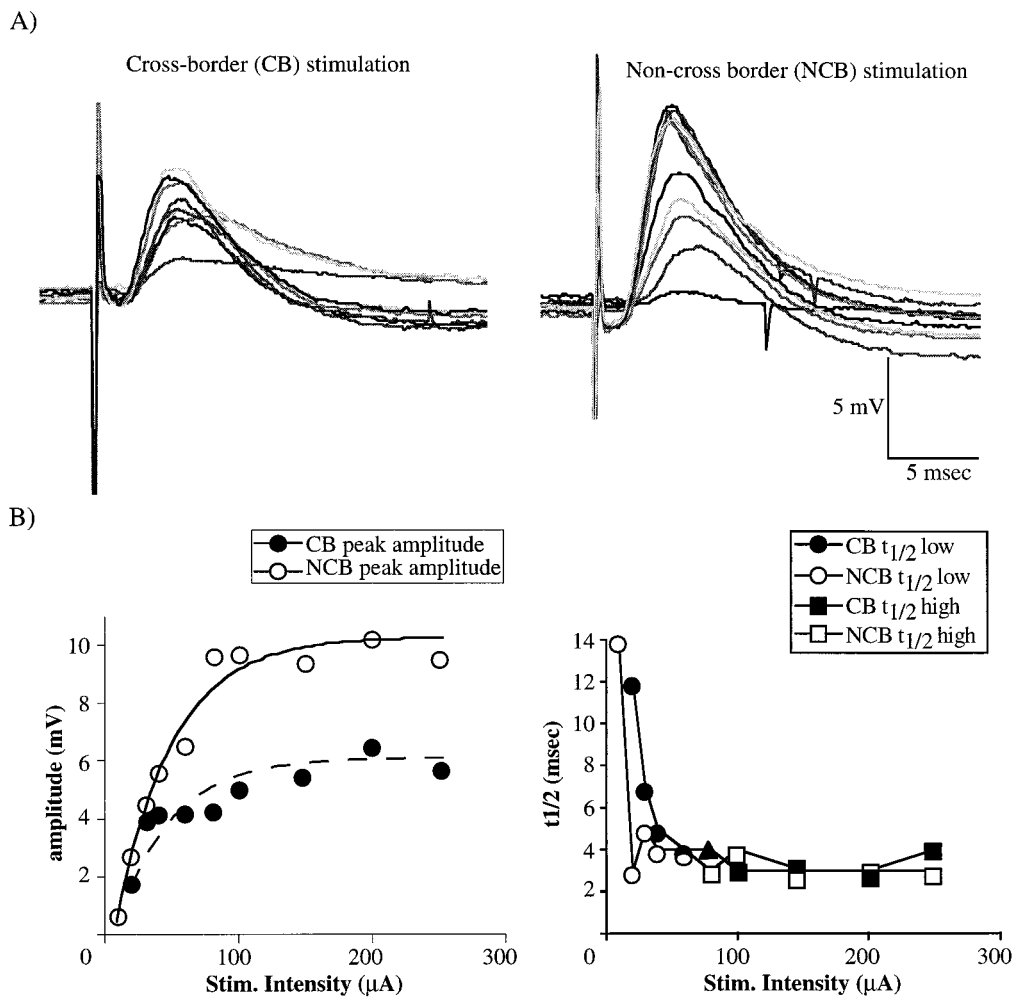 A)
Cross-border (CB) stimulation
Non-cross border (NCB) stimulation
5 mV
5 msec
B)
CB peak amplitude
NCB peak amplitude
CB t1/2 low
NCB t1/2 low
CB t1/2 high
NCB t1/2 high
amplitude (mV)
10
8
6
4
2
0
100
200
300
Stim. Intensity (μA)
t1/2 (msec)
14
12
10
8
6
4
2
0
100
200
300
Stim. Intensity (μA)